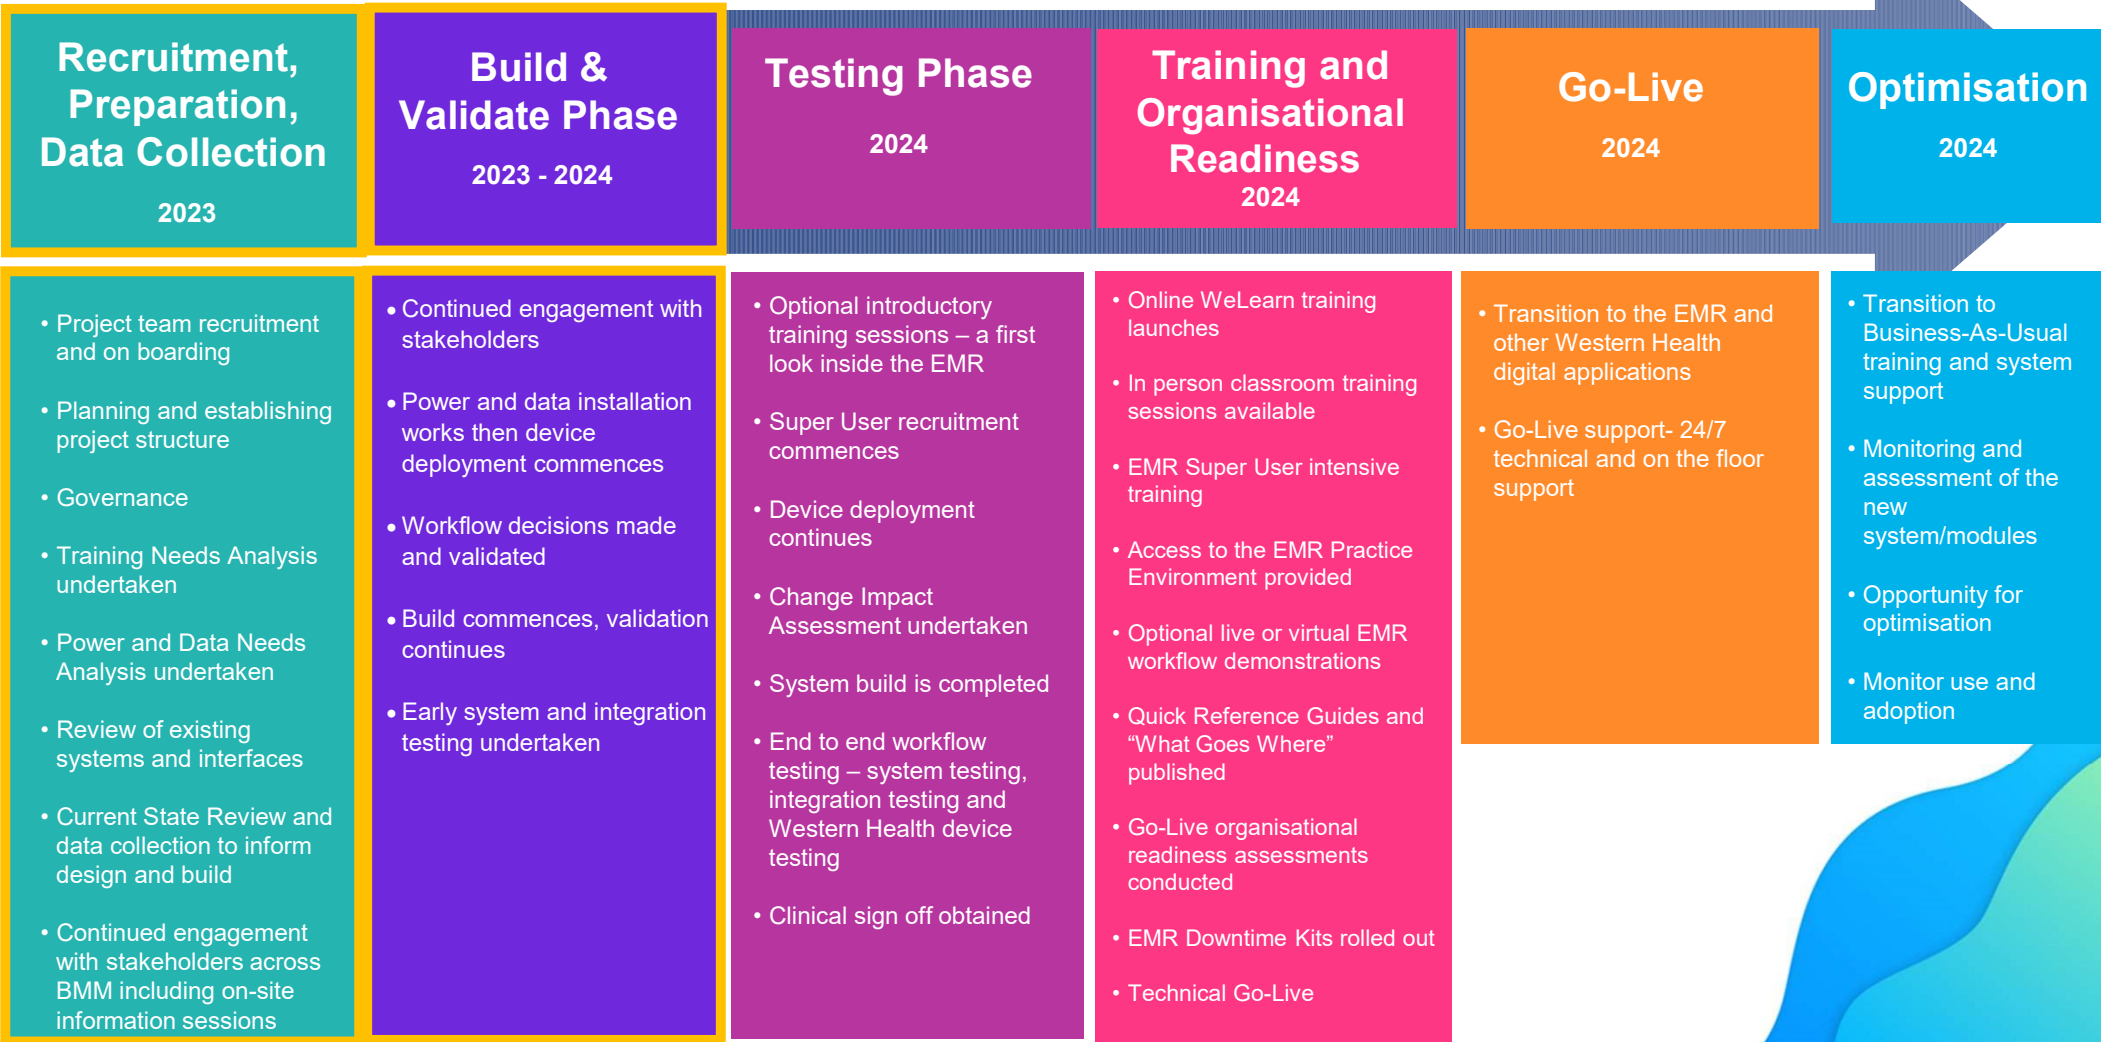 Recruitment,
Preparation,
Data Collection
2023
Build &
Validate Phase
2023 - 2024
Testing Phase
2024
Training and
Organisational
Readiness
2024
Go-Live
2024
Optimisation
2024
• Project team recruitment
and on boarding
• Planning and establishing
project structure
• Governance
• Training Needs Analysis
undertaken
• Power and Data Needs
Analysis undertaken
• Review of existing
systems and interfaces
• Current State Review and
data collection to inform
design and build
• Continued engagement
with stakeholders across
BMM including on-site
information sessions
• Continued engagement with
stakeholders
• Power and data installation
works then device
deployment commences
• Workflow decisions made
and validated
• Build commences, validation
continues
• Early system and integration
testing undertaken
• Optional introductory
training sessions – a first
look inside the EMR
• Super User recruitment
commences
• Device deployment
continues
• Change Impact
Assessment undertaken
• System build is completed
• End to end workflow
testing – system testing,
integration testing and
Western Health device
testing
• Clinical sign off obtained
• Online WeLearn training
launches
• In person classroom training
sessions available
• EMR Super User intensive
training
• Access to the EMR Practice
Environment provided
• Optional live or virtual EMR
workflow demonstrations
• Quick Reference Guides and
“What Goes Where”
published
• Go-Live organisational
readiness assessments
conducted
• EMR Downtime Kits rolled out
• Technical Go-Live
• Transition to the EMR and
other Western Health
digital applications
• Go-Live support- 24/7
technical and on the floor
support
• Transition to
Business-As-Usual
training and system
support
• Monitoring and
assessment of the
new
system/modules
• Opportunity for
optimisation
• Monitor use and
adoption